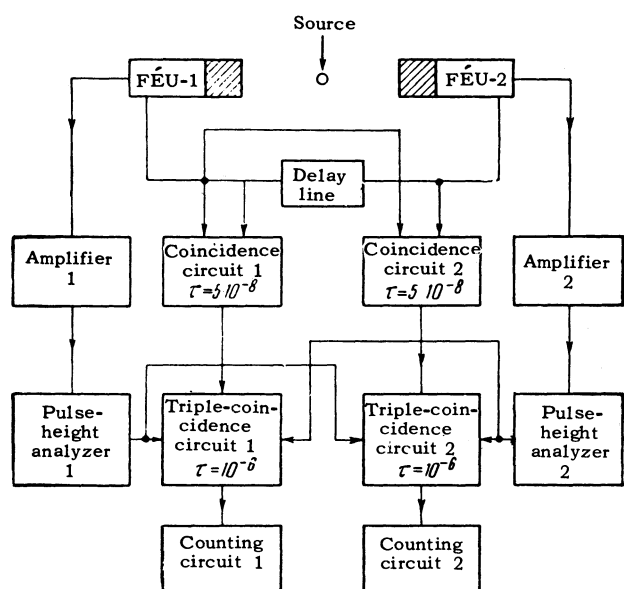 Source
FÉU-1
FÉU-2
Delay
line
Amplifier
1
Coincidence
circuit 1
τ=5 10⁻⁸
Coincidence
circuit 2
τ=5 10⁻⁸
Amplifier
2
Pulse-
height
analyzer
1
Triple-coin-
cidence
circuit 1
τ=10⁻⁶
Triple-coin-
cidence
circuit 2
τ=10⁻⁶
Pulse-
height
analyzer
2
Counting
circuit 1
Counting
circuit 2